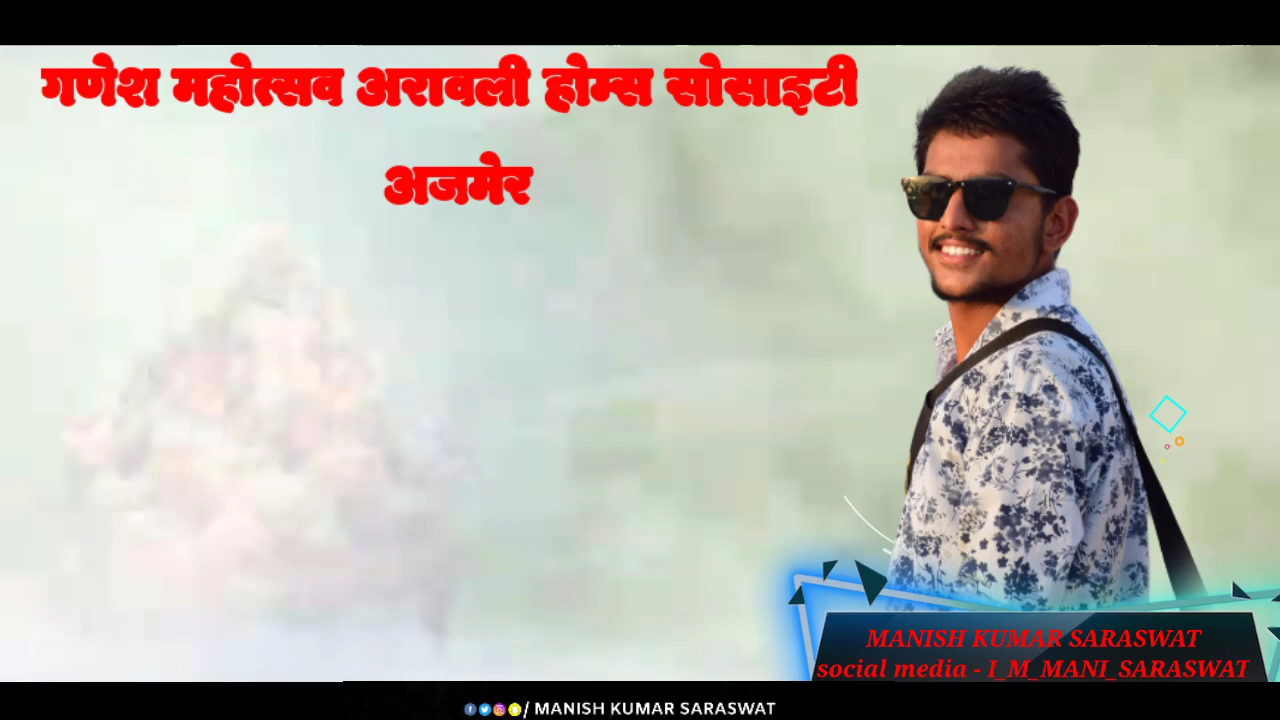 गणेश महोत्सव अरावली होम्स सोसाइटी
अजमेर
MANISH KUMAR SARASWAT
social media - I_M_MANI_SARASWAT
/ MANISH KUMAR SARASWAT